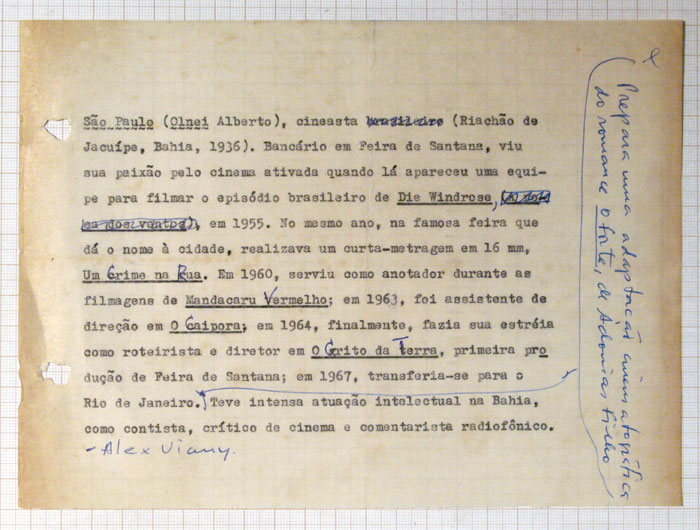 São Paulo (Olnei Alberto), cineasta brasileiro (Riachão de
Jacuípe, Bahia, 1936). Bancário em Feira de Santana, viu
sua paixão pelo cinema ativada quando lá apareceu uma equi-
pe para filmar o episódio brasileiro de Die Windrose,
em 1955. No mesmo ano, na famosa feira que
dá o nome à cidade, realizava um curta-metragem em 16 mm,
Um Crime na Rua. Em 1960, serviu como anotador durante as
filmagens de Mandacaru Vermelho; em 1963, foi assistente de
direção em O Caipora; em 1964, finalmente, fazia sua estréia
como roteirista e diretor em O Grito da Terra, primeira pro
dução de Feira de Santana; em 1967, transferia-se para o
Rio de Janeiro. Teve intensa atuação intelectual na Bahia,
como contista, crítico de cinema e comentarista radiofônico.
- Alex Viany.
Prepara uma adaptação cinematográfica
do romance O Forte, de Adonias Filho